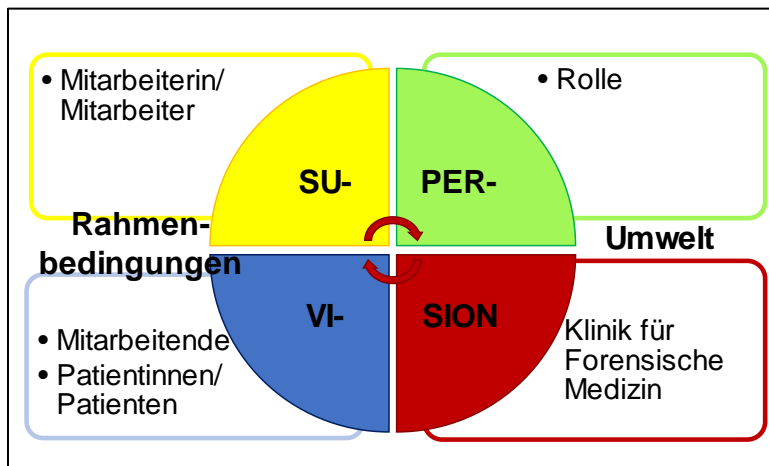 • Mitarbeiterin/
Mitarbeiter
• Rolle
SU-
PER-
Rahmen-
bedingungen
Umwelt
VI-
SION
• Mitarbeitende
• Patientinnen/
Patienten
Klinik für
Forensische
Medizin